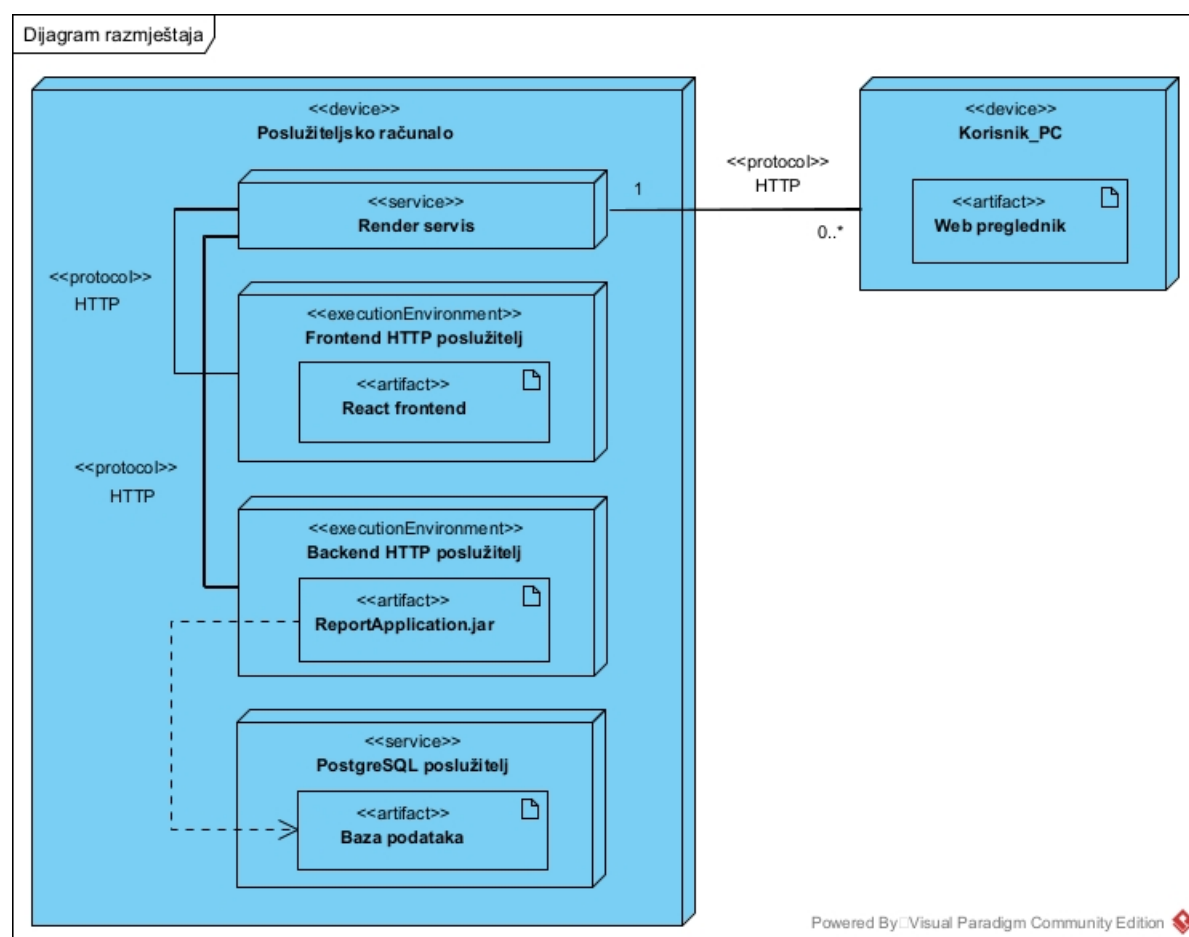 Dijagram razmještaja
<<device>>
Poslužiteljsko računalo
<<service>>
Render servis
<<protocol>>
HTTP
<<executionEnvironment>>
Frontend HTTP poslužitelj
<<artifact>>
React frontend
<<protocol>>
HTTP
<<executionEnvironment>>
Backend HTTP poslužitelj
<<artifact>>
ReportApplication.jar
<<service>>
PostgreSQL poslužitelj
<<artifact>>
Baza podataka
1
<<protocol>>
HTTP
0..*
<<device>>
Korisnik_PC
<<artifact>>
Web preglednik
Powered By□Visual Paradigm Community Edition